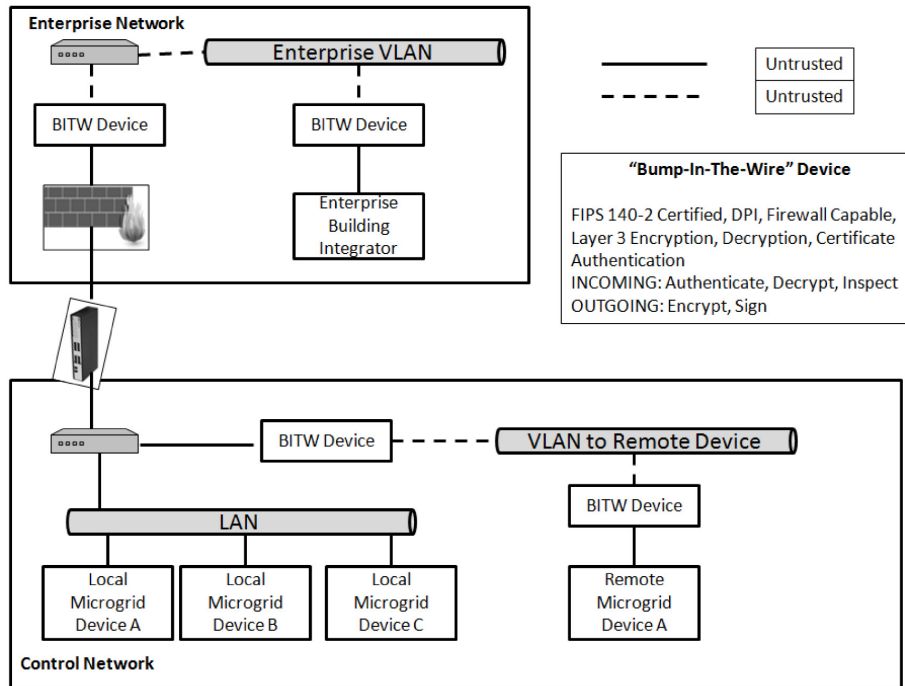 Enterprise Network
Enterprise VLAN
BITW Device
BITW Device
Enterprise
Building
Integrator
Untrusted
Untrusted
“Bump-In-The-Wire” Device
FIPS 140-2 Certified, DPI, Firewall Capable,
Layer 3 Encryption, Decryption, Certificate
Authentication
INCOMING: Authenticate, Decrypt, Inspect
OUTGOING: Encrypt, Sign
BITW Device
VLAN to Remote Device
BITW Device
LAN
Local
Microgrid
Device A
Local
Microgrid
Device B
Local
Microgrid
Device C
Remote
Microgrid
Device A
Control Network